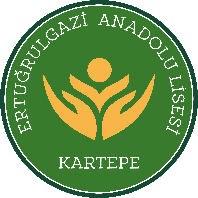 ERTUĞRULGAZİ ANADOLU LİSESİ
KARTEPE